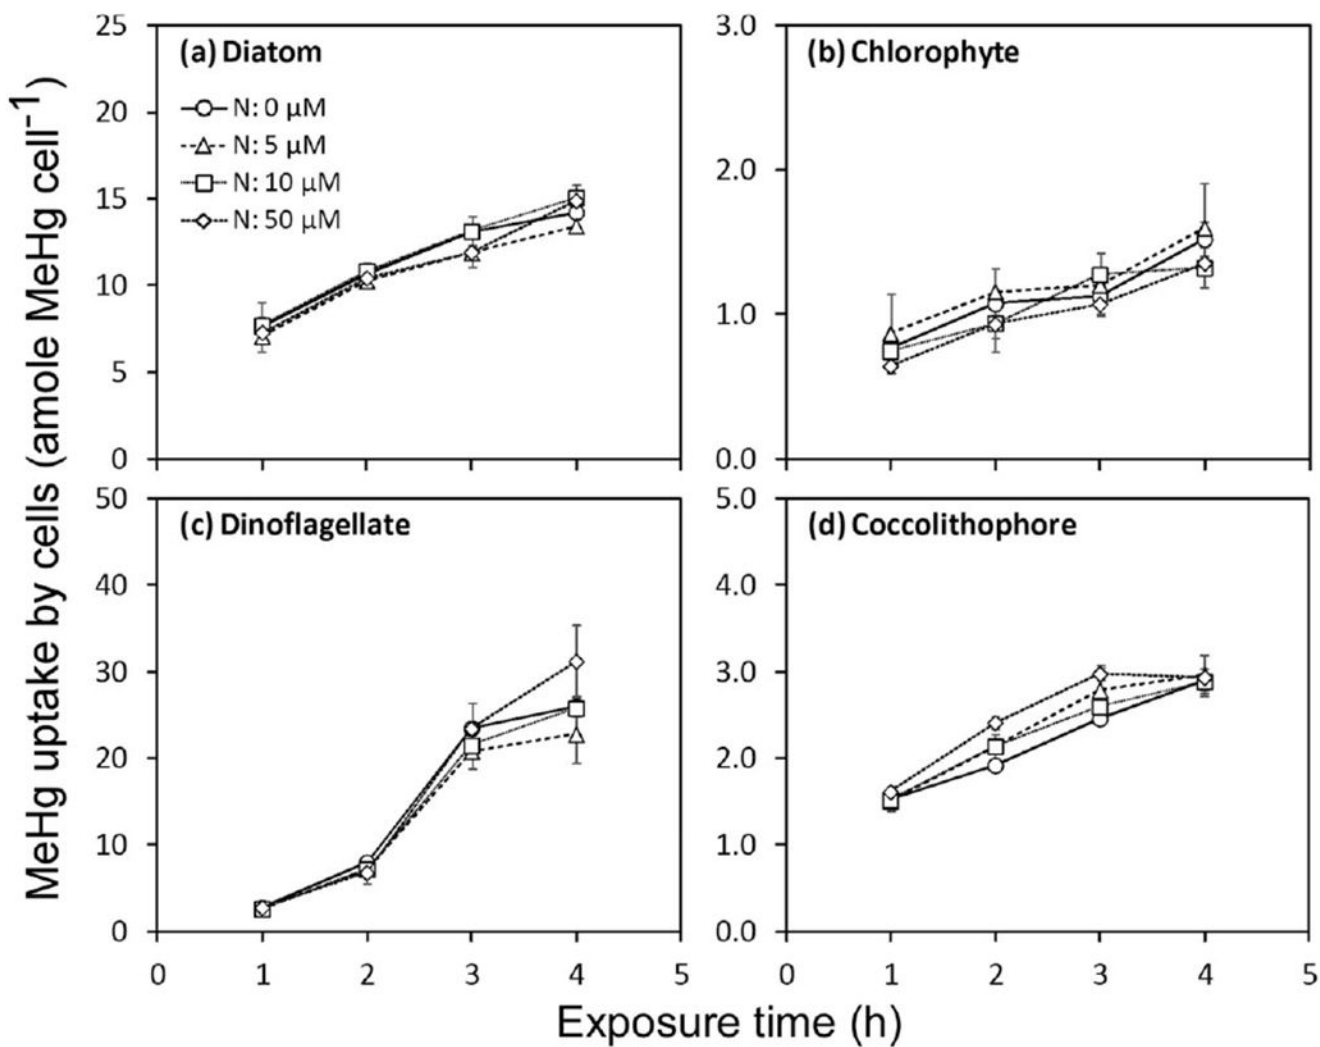 MeHg uptake by cells (amole MeHg cell⁻¹)
25
20
15
10
5
0
(a) Diatom
N: 0 µM
N: 5 µM
N: 10 µM
N: 50 µM
3.0
2.0
1.0
0.0
(b) Chlorophyte
50
40
30
20
10
0
(c) Dinoflagellate
0 1 2 3 4 5
5.0
4.0
3.0
2.0
1.0
0.0
(d) Coccolithophore
0 1 2 3 4 5
Exposure time (h)